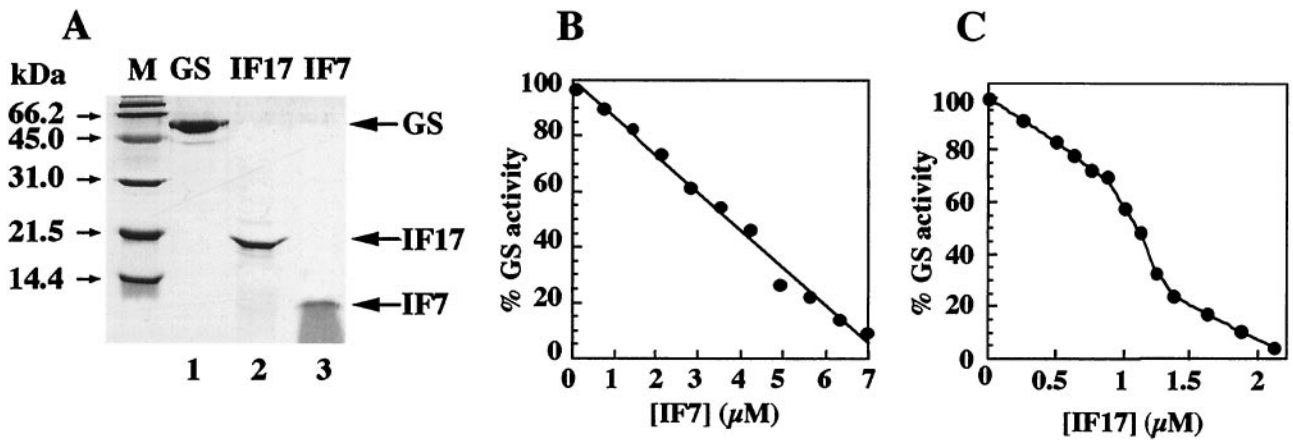 A
kDa M GS IF17 IF7
66.2
45.0
31.0
21.5
14.4
GS
IF17
IF7
1 2 3
B
100
80
60
40
20
0
% GS activity
0 1 2 3 4 5 6 7
[IF7] (μM)
C
100
80
60
40
20
0
% GS activity
0 0.5 1 1.5 2
[IF17] (μM)